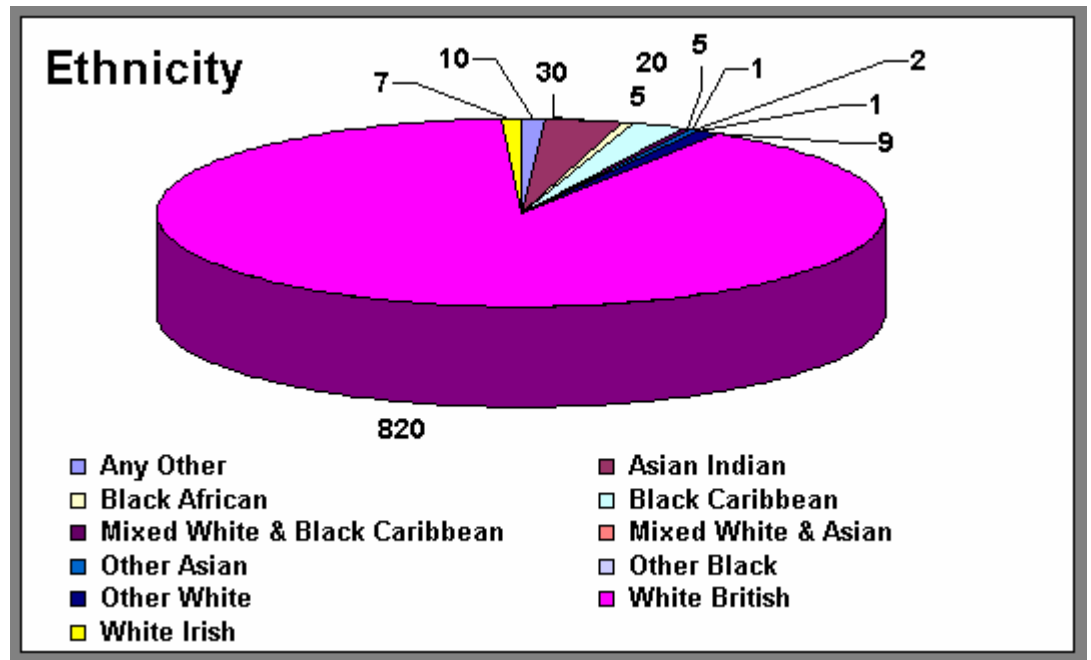 Ethnicity
7
10
30
20
5
5
1
2
1
9
820
Any Other
Asian Indian
Black African
Black Caribbean
Mixed White & Black Caribbean
Mixed White & Asian
Other Asian
Other Black
Other White
White British
White Irish